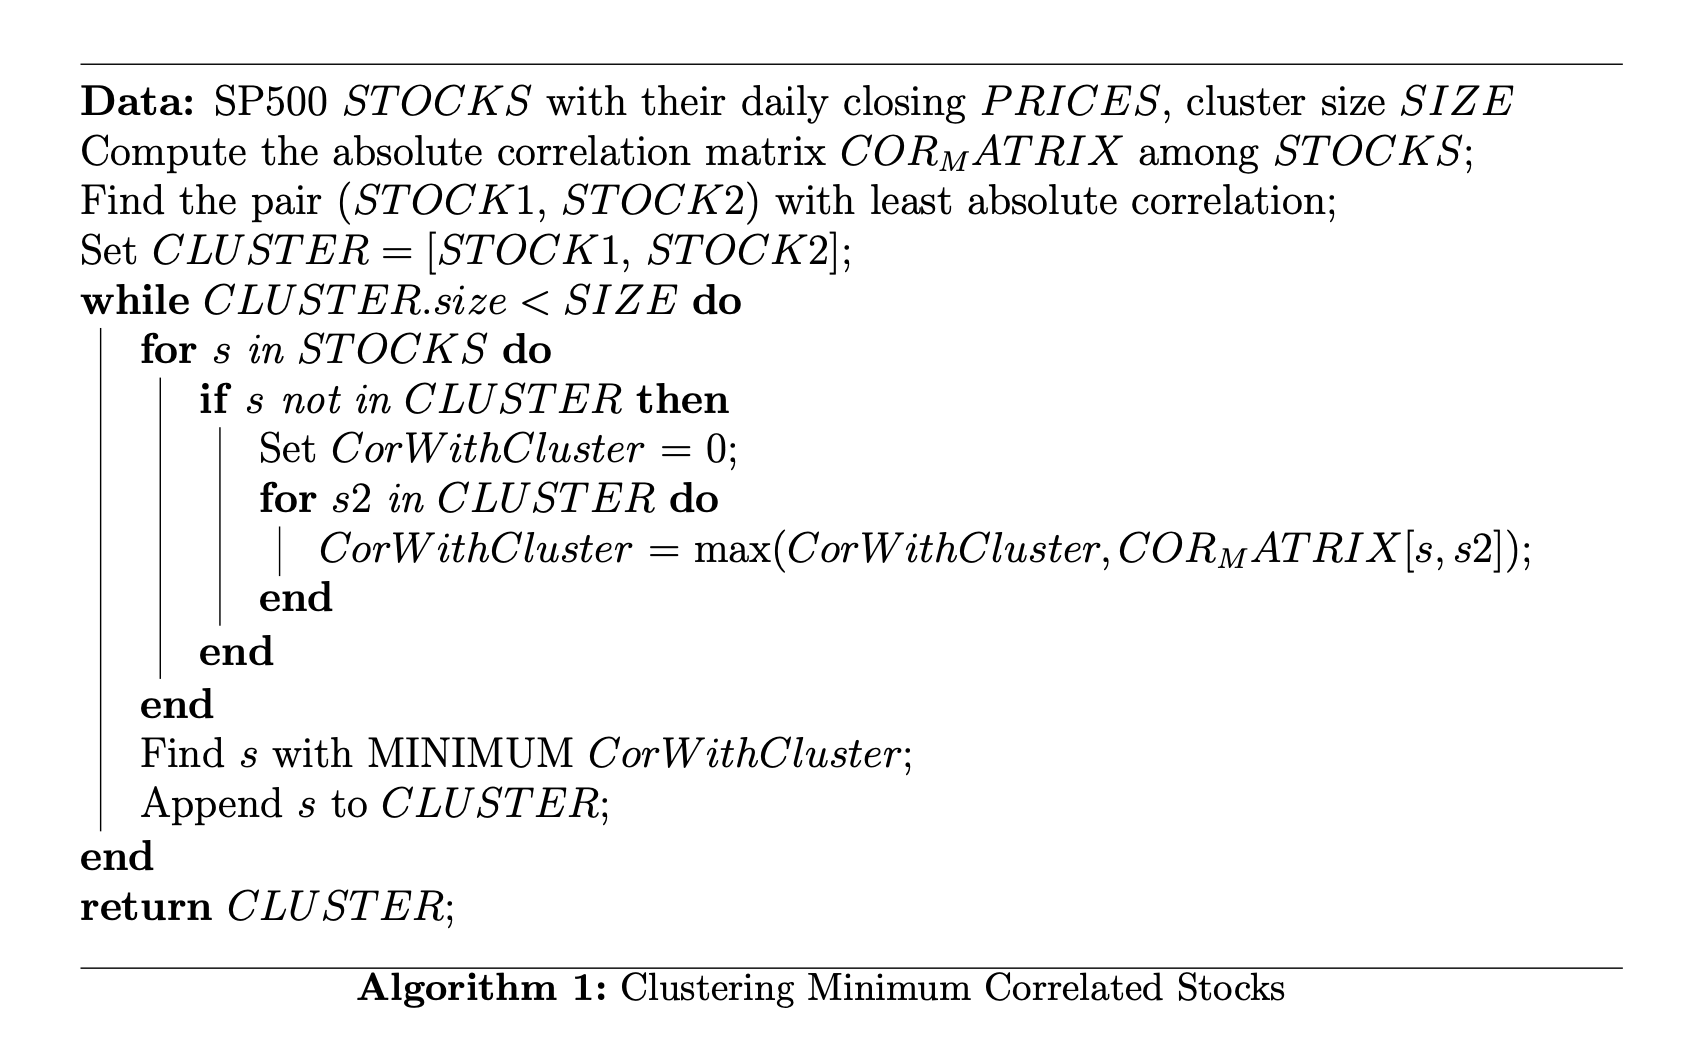 Data: SP500 STOCKS with their daily closing PRICES, cluster size SIZE
Compute the absolute correlation matrix COR_MATRIX among STOCKS;
Find the pair (STOCK1, STOCK2) with least absolute correlation;
Set CLUSTER = [STOCK1, STOCK2];
while CLUSTER.size < SIZE do
for s in STOCKS do
if s not in CLUSTER then
Set CorWithCluster = 0;
for s2 in CLUSTER do
CorWithCluster = max(CorWithCluster, COR_MATRIX[s, s2]);
end
end
end
Find s with MINIMUM CorWithCluster;
Append s to CLUSTER;
end
return CLUSTER;
Algorithm 1: Clustering Minimum Correlated Stocks